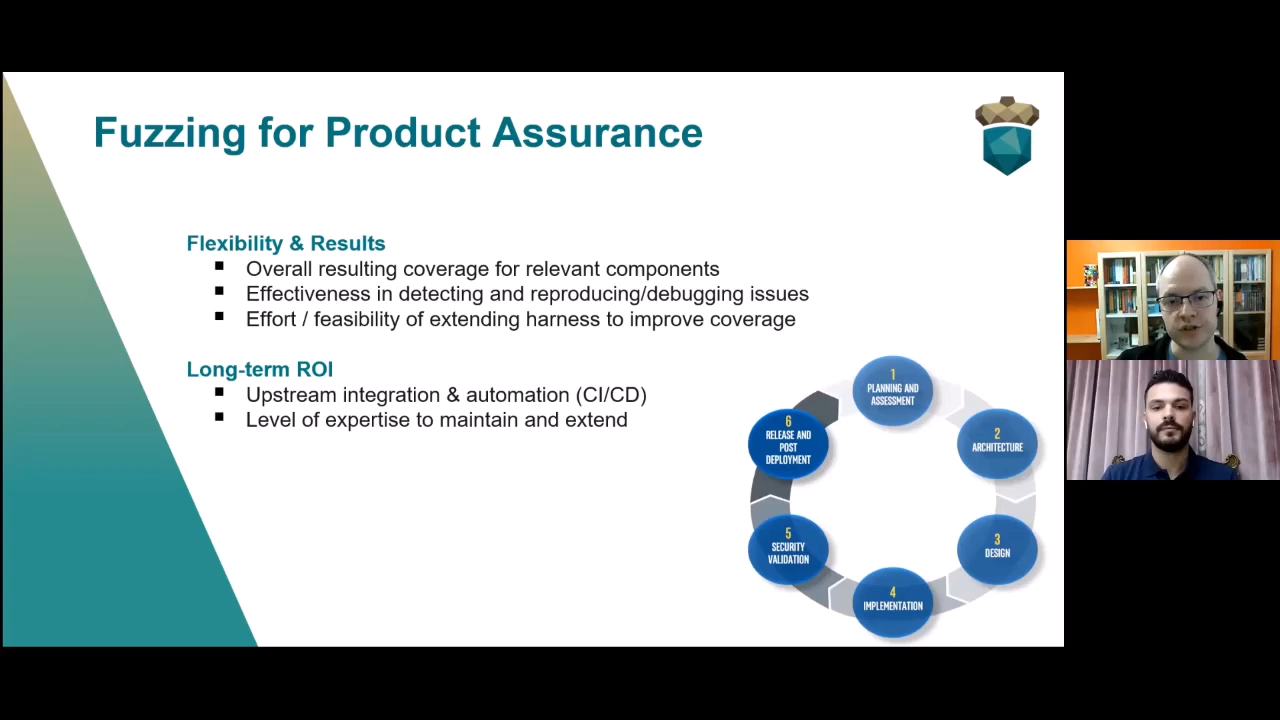 Fuzzing for Product Assurance
Flexibility & Results
Overall resulting coverage for relevant components
Effectiveness in detecting and reproducing/debugging issues
Effort / feasibility of extending harness to improve coverage
Long-term ROI
Upstream integration & automation (CI/CD)
Level of expertise to maintain and extend
1
PLANNING AND
ASSESSMENT
2
ARCHITECTURE
3
DESIGN
4
IMPLEMENTATION
5
SECURITY
VALIDATION
6
RELEASE AND
POST
DEPLOYMENT